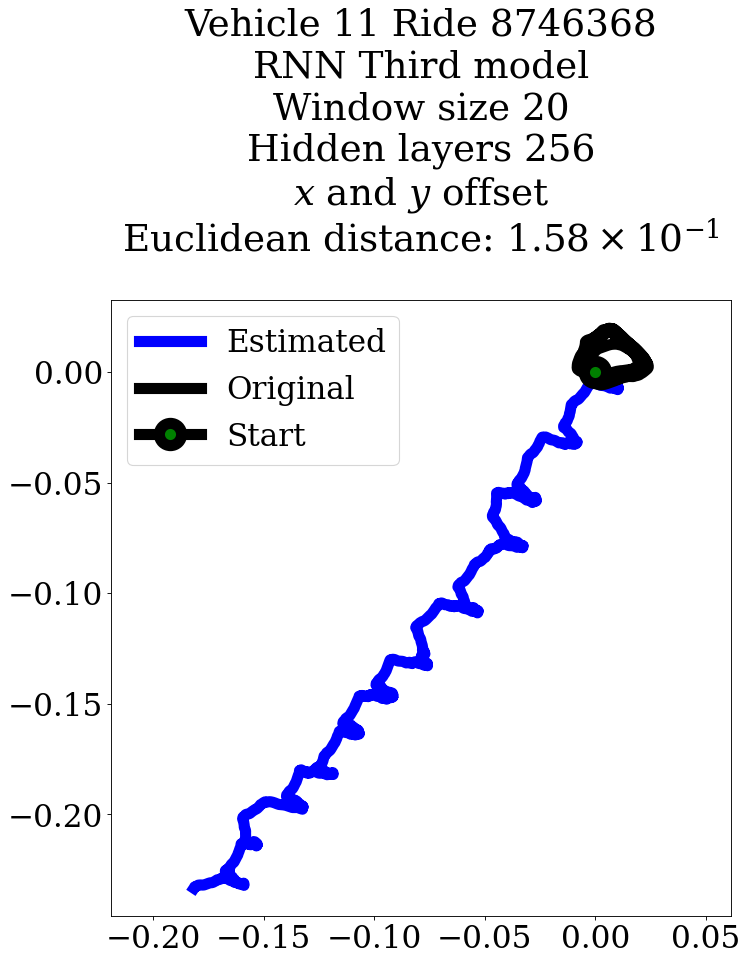 Vehicle 11 Ride 8746368
RNN Third model
Window size 20
Hidden layers 256
x and y offset
Euclidean distance: 1.58 × 10⁻¹
Estimated
Original
Start
0.00
−0.05
−0.10
−0.15
−0.20
−0.20 −0.15 −0.10 −0.05 0.00 0.05